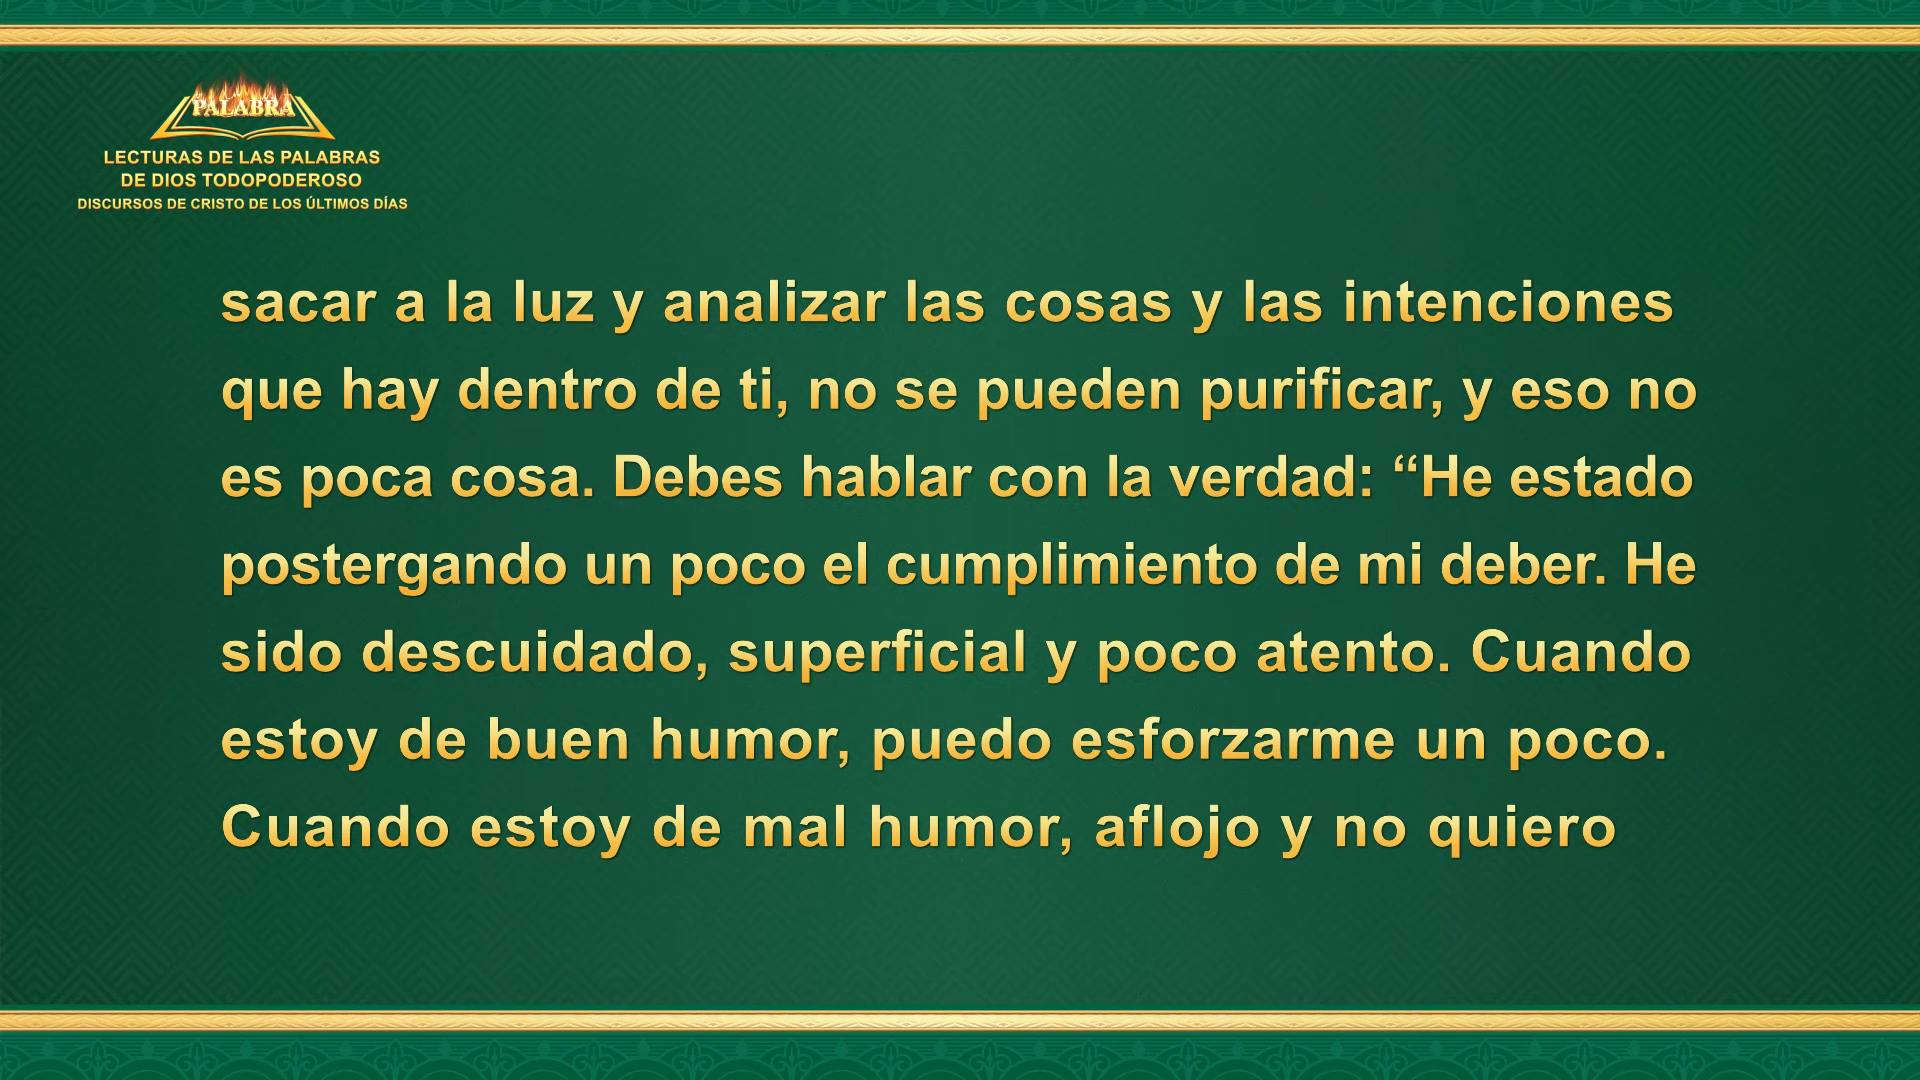 PALABRA
LECTURAS DE LAS PALABRAS
DE DIOS TODOPODEROSO
DISCURSOS DE CRISTO DE LOS ÚLTIMOS DÍAS
sacar a la luz y analizar las cosas y las intenciones
que hay dentro de ti, no se pueden purificar, y eso no
es poca cosa. Debes hablar con la verdad: “He estado
postergando un poco el cumplimiento de mi deber. He
sido descuidado, superficial y poco atento. Cuando
estoy de buen humor, puedo esforzarme un poco.
Cuando estoy de mal humor, aflojo y no quiero